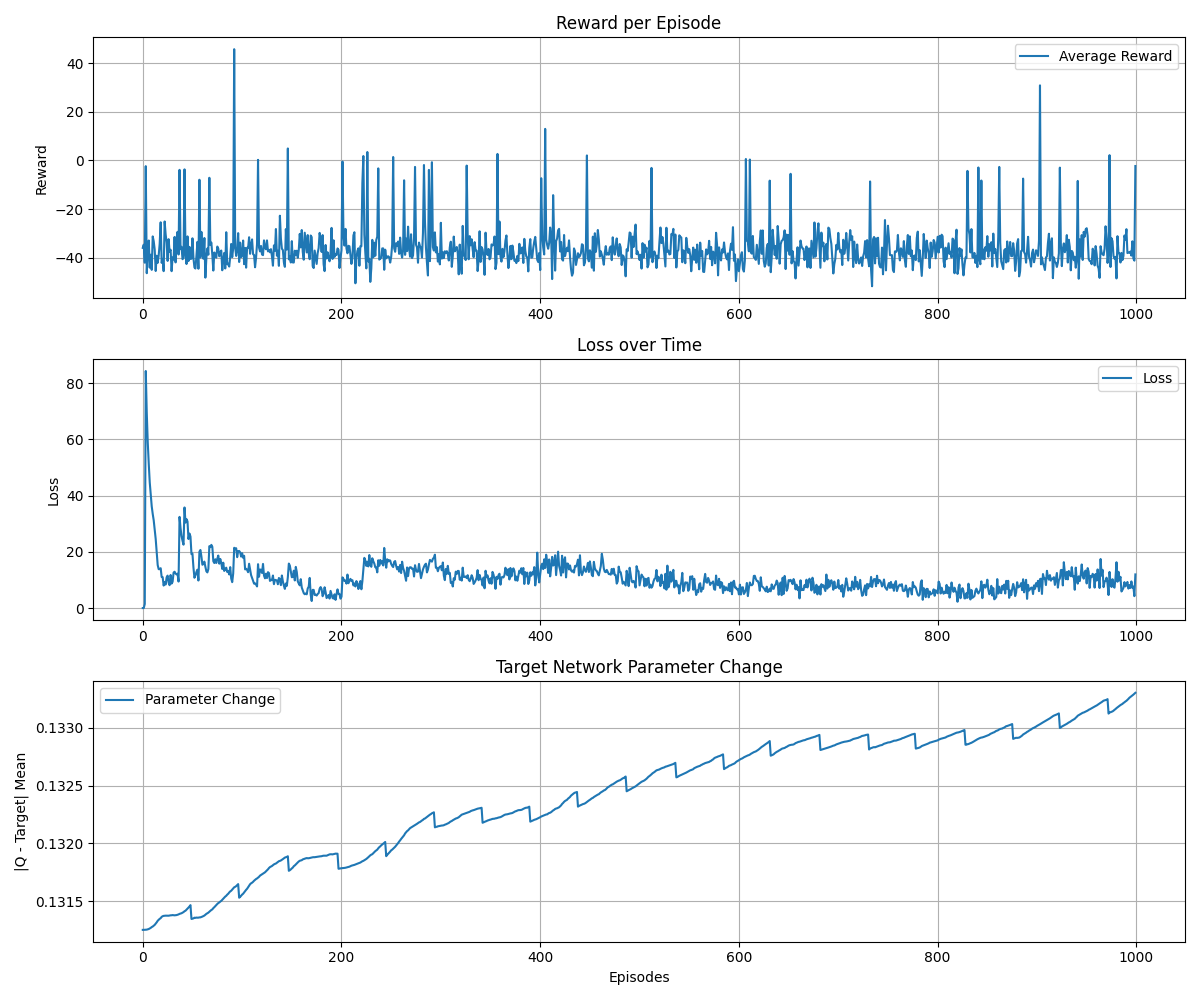 Reward per Episode
Average Reward
Reward
40
20
0
−20
−40
0 200 400 600 800 1000
Loss over Time
Loss
Loss
80
60
40
20
0
0 200 400 600 800 1000
Target Network Parameter Change
Parameter Change
|Q - Target| Mean
0.1330
0.1325
0.1320
0.1315
0 200 400 600 800 1000
Episodes